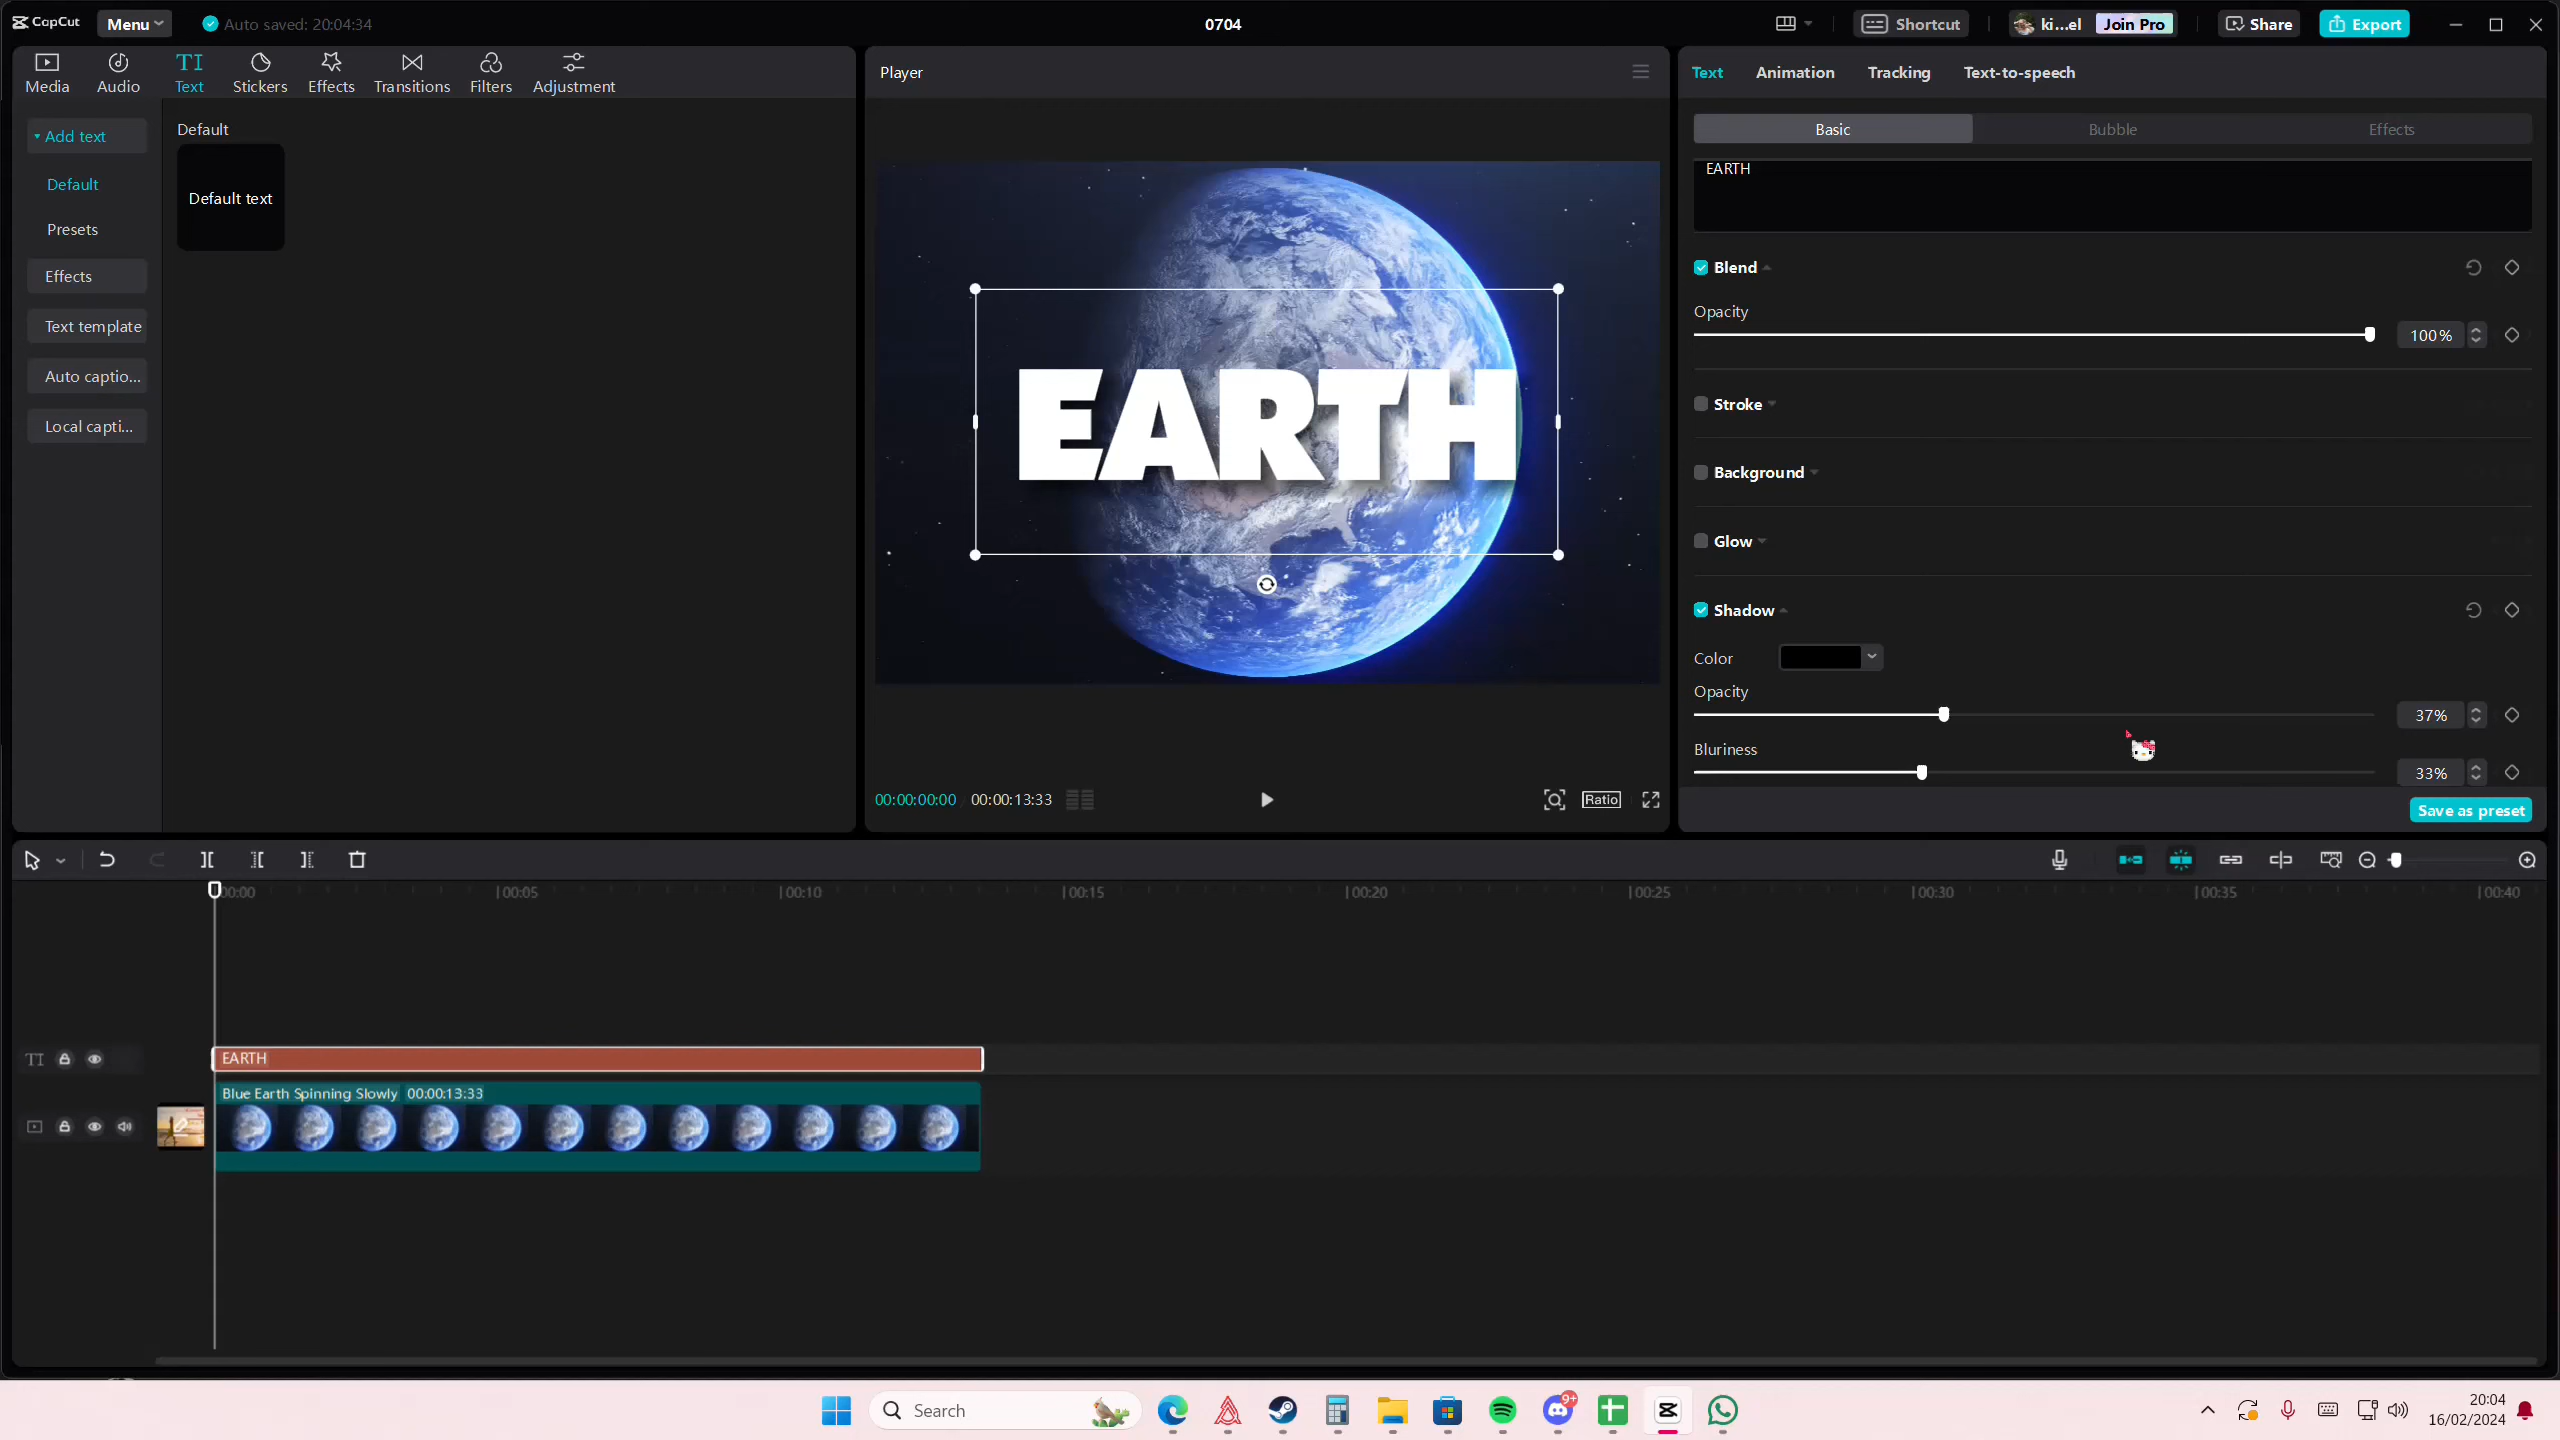 CapCut
Menu
Auto saved: 20:04:34
0704
Shortcut
ki...el
Join Pro
Share
Export
Media
Audio
TI
Text
Stickers
Effects
Transitions
Filters
Adjustment
Add text
Default
Presets
Effects
Text template
Auto captio...
Local capti...
Default
Default text
Player
EARTH
00:00:00:00
00:00:13:33
Ratio
Text
Animation
Tracking
Text-to-speech
Basic
Bubble
Effects
EARTH
Blend
Opacity
100%
Stroke
Background
Glow
Shadow
Color
Opacity
37%
Bluriness
33%
Save as preset
00:00
00:05
00:10
00:15
00:20
00:25
00:30
00:35
00:40
TI
EARTH
Blue Earth Spinning Slowly 00:00:13:33
Search
9+
20:04
16/02/2024